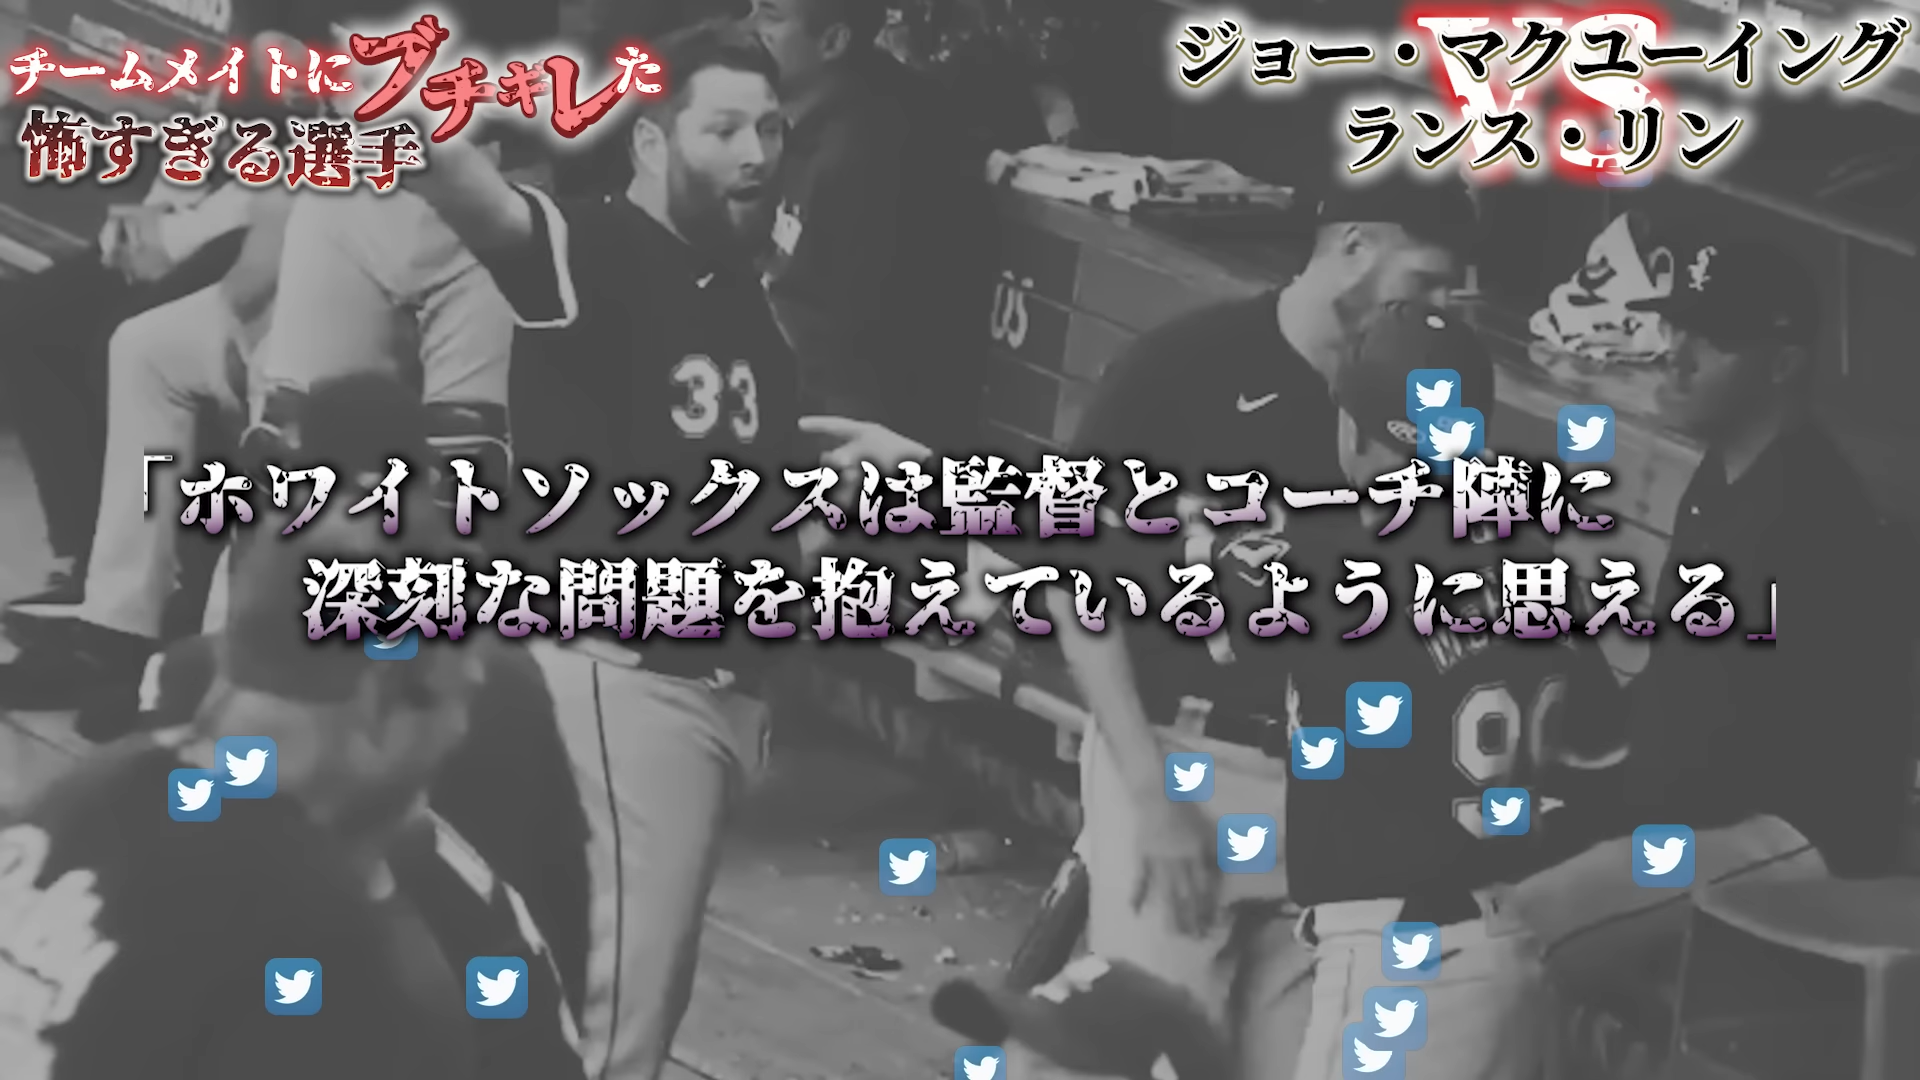 チームメイトにブチギレた
怖すぎる選手
VS
ジョー・マクユーイング
ランス・リン
33
「ホワイトソックスは監督とコーチ陣に
深刻な問題を抱えているように思える」